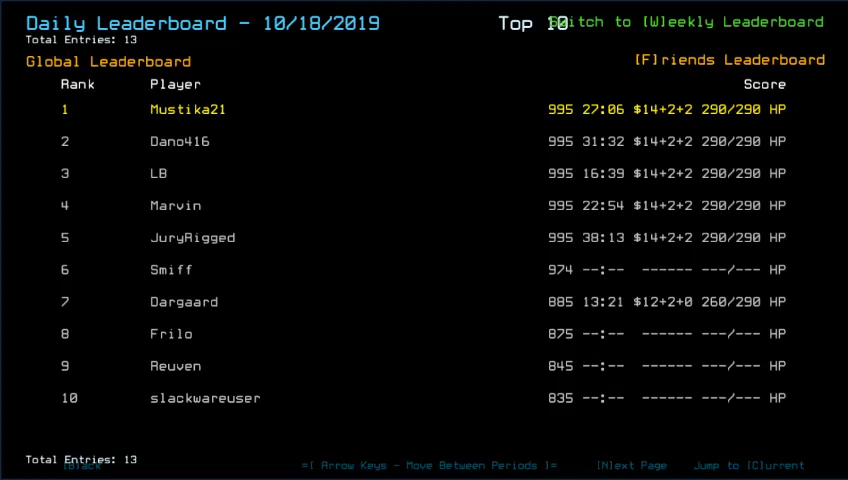 Daily Leaderboard - 10/18/2019 Top 10 Switch to [W]eekly Leaderboard
Total Entries: 13
Global Leaderboard [F]riends Leaderboard
Rank Player Score
1 Mustika21 995 27:06 $14+2+2 290/290 HP
2 Dano416 995 31:32 $14+2+2 290/290 HP
3 LB 995 16:39 $14+2+2 290/290 HP
4 Marvin 995 22:54 $14+2+2 290/290 HP
5 JuryRigged 995 38:13 $14+2+2 290/290 HP
6 Smiff 974 --:-- ------ ---/--- HP
7 Dargaard 885 13:21 $12+2+0 260/290 HP
8 Frilo 875 --:-- ------ ---/--- HP
9 Reuven 845 --:-- ------ ---/--- HP
10 slackwareuser 835 --:-- ------ ---/--- HP
Total Entries: 13
[B]ack =[ Arrow Keys - Move Between Periods ]= [N]ext Page Jump to [C]urrent